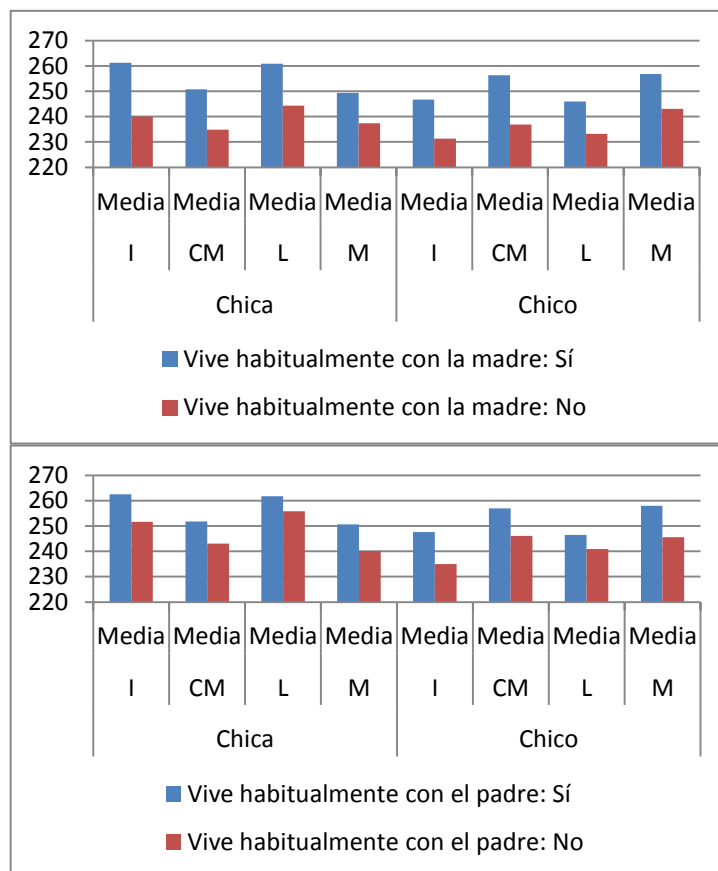 270
260
250
240
230
220
Media Media Media Media Media Media Media Media
I CM L M I CM L M
Chica Chico
Vive habitualmente con la madre: Sí
Vive habitualmente con la madre: No
270
260
250
240
230
220
Media Media Media Media Media Media Media Media
I CM L M I CM L M
Chica Chico
Vive habitualmente con el padre: Sí
Vive habitualmente con el padre: No